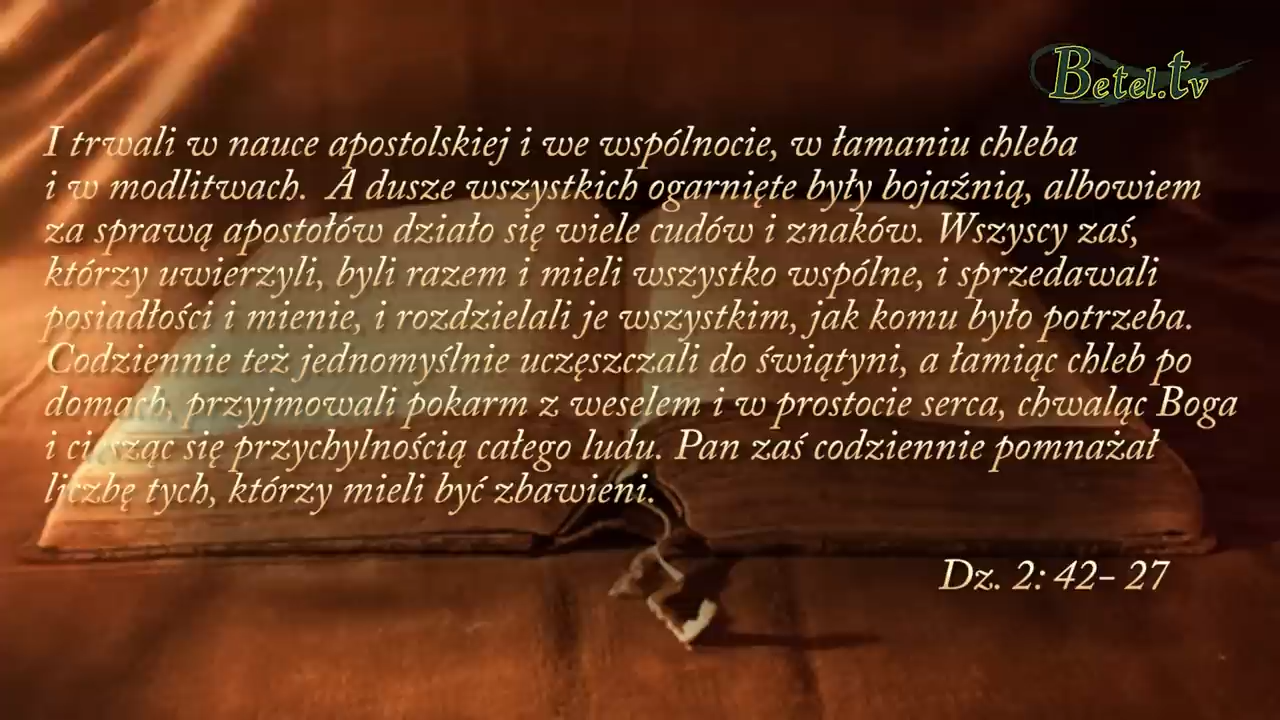 Betel.tv
I trwali w nauce apostolskiej i we wspólnocie, w łamaniu chleba
i w modlitwach. A dusze wszystkich ogarnięte były bojaźnią, albowiem
za sprawą apostołów działo się wiele cudów i znaków. Wszyscy zaś,
którzy uwierzyli, byli razem i mieli wszystko wspólne, i sprzedawali
posiadłości i mienie, i rozdzielali je wszystkim, jak komu było potrzeba.
Codziennie też jednomyślnie uczęszczali do świątyni, a łamiąc chleb po
domach, przyjmowali pokarm z weselem i w prostocie serca, chwaląc Boga
i ciesząc się przychylnością całego ludu. Pan zaś codziennie pomnażał
liczbę tych, którzy mieli być zbawieni.
Dz. 2: 42- 27